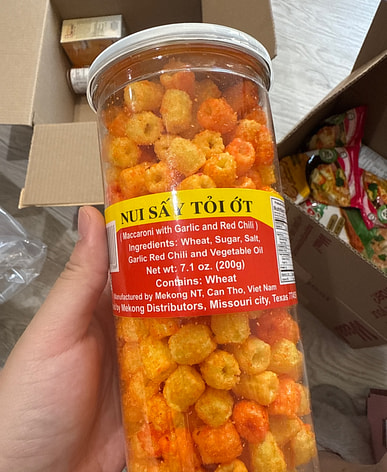 NUI SẤY TỎI ỚT
( Maccaroni with Garlic and Red Chili )
Ingredients: Wheat, Sugar, Salt,
Garlic Red Chili and Vegetable Oil
Net wt: 7.1 oz. (200g)
Contains: Wheat
Manufactured by Mekong NT, Can Tho, Viet Nam
by Mekong Distributors, Missouri city, Texas